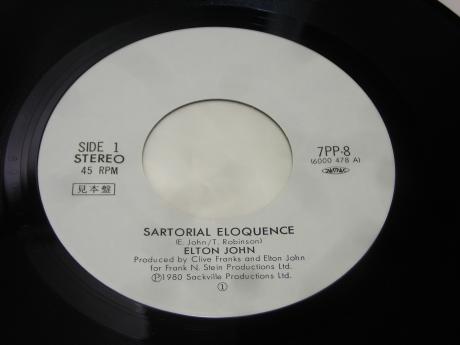 SIDE 1
STEREO
45 RPM
見本盤
7PP-8
(6000 478 A)
SARTORIAL ELOQUENCE
(E. John/T. Robinson)
ELTON JOHN
Produced by Clive Franks and Elton John
for Frank N. Stein Productions Ltd.
Ⓟ1980 Sackville Productions Ltd.
①